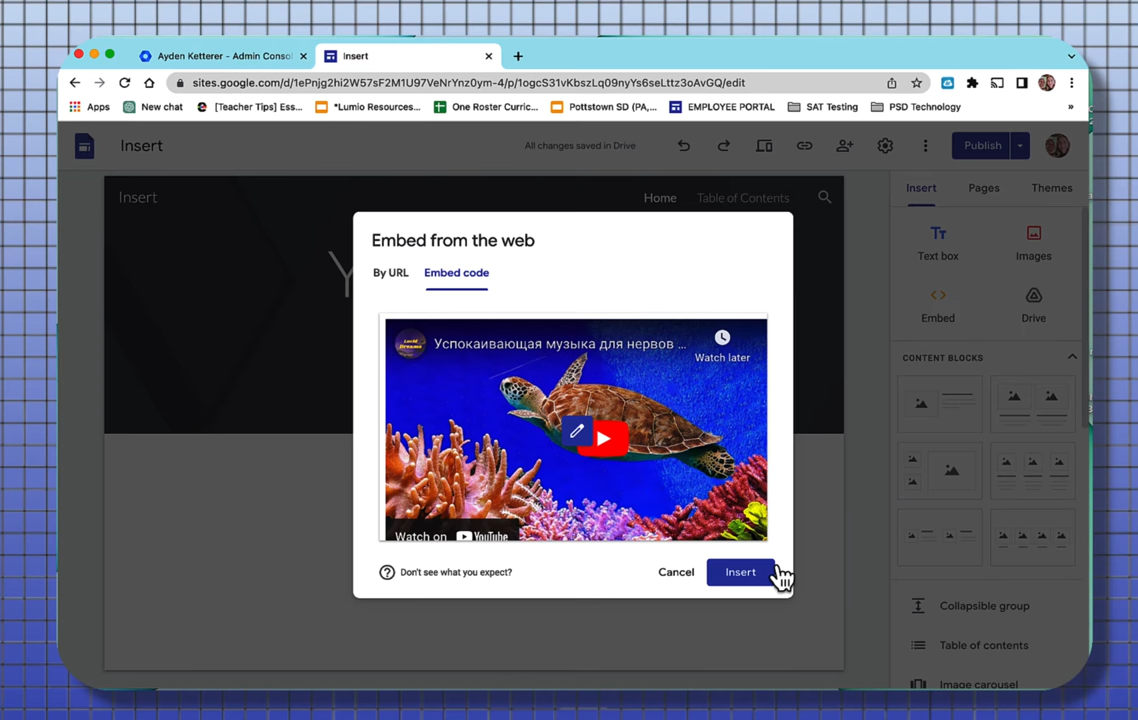 Ayden Ketterer - Admin Consol
Insert
sites.google.com/d/1ePnjg2hi2W57sF2M1U97VeNrYnz0ym-4/p/1ogcS31vKbszLq09nyYs6seLttz3oAvGQ/edit
Apps
New chat
[Teacher Tips] Ess...
*Lumio Resources...
One Roster Curric...
Pottstown SD (PA,...
EMPLOYEE PORTAL
SAT Testing
PSD Technology
»
Insert
All changes saved in Drive
Publish
Insert
Pages
Themes
Insert
Home
Table of Contents
Y
Embed from the web
By URL
Embed code
Lucid Dreams
Успокаивающая музыка для нервов ...
Watch later
Watch on YouTube
Don't see what you expect?
Cancel
Insert
Tт
Text box
Images
Embed
Drive
CONTENT BLOCKS
Collapsible group
Table of contents
Image carousel